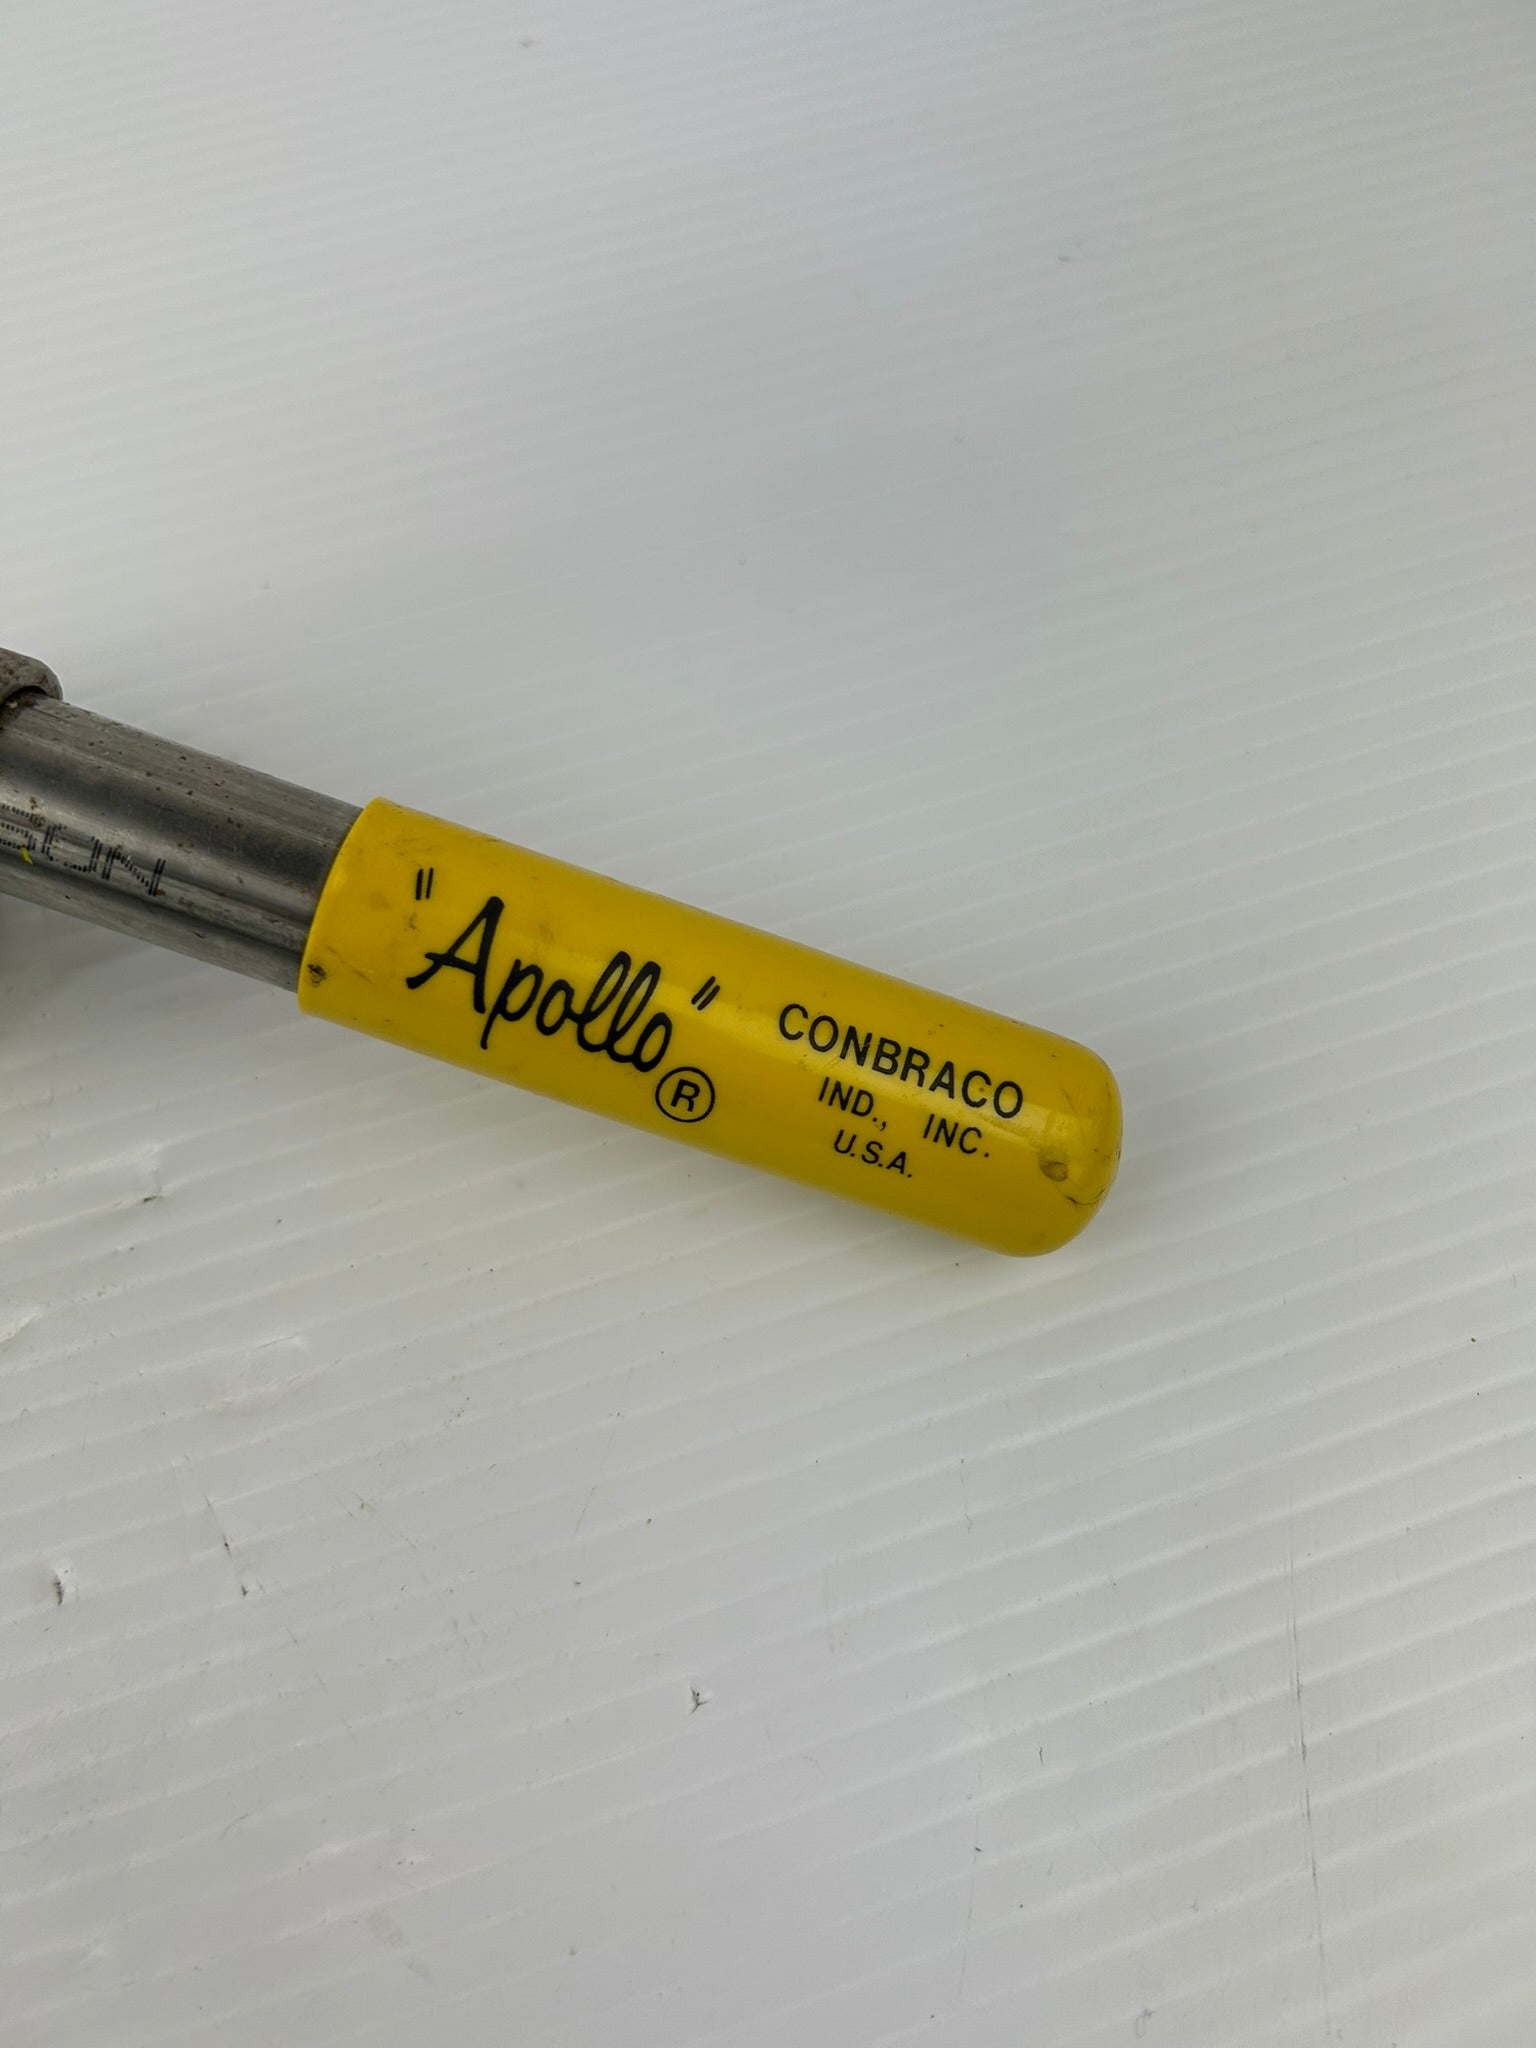 "Apollo" ®
CONBRACO
IND., INC.
U.S.A.